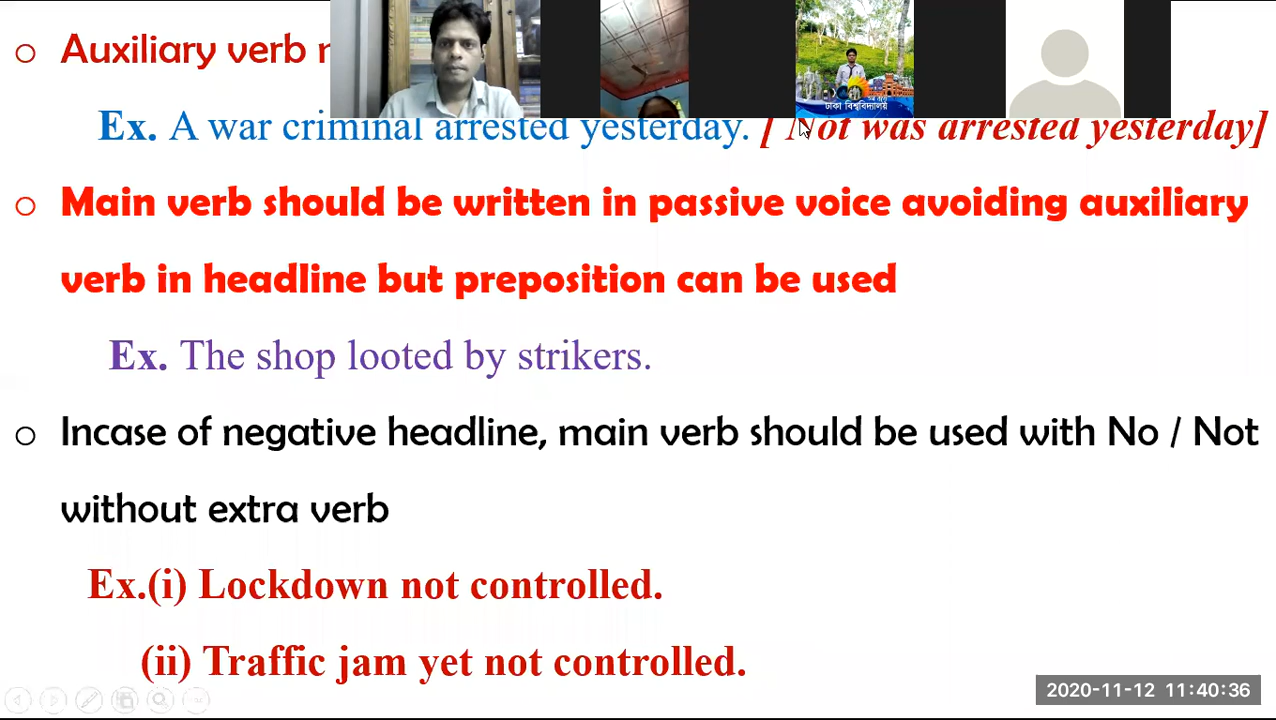 Auxiliary verb
ঢাকা বিশ্ববিদ্যালয়
Ex. A war criminal arrested yesterday. [ Not was arrested yesterday]
Main verb should be written in passive voice avoiding auxiliary
verb in headline but preposition can be used
Ex. The shop looted by strikers.
Incase of negative headline, main verb should be used with No / Not
without extra verb
Ex.(i) Lockdown not controlled.
(ii) Traffic jam yet not controlled.
2020-11-12 11:40:36